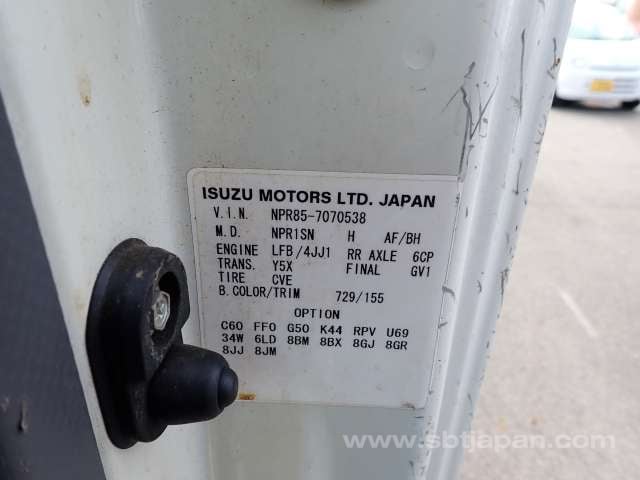 ISUZU MOTORS LTD. JAPAN
V.I.N. NPR85-7070538
M.D. NPR1SN H AF/BH
ENGINE LFB/4JJ1 RR AXLE 6CP
TRANS. Y5X FINAL GV1
TIRE CVE
B.COLOR/TRIM 729/155
OPTION
C60 FF0 G50 K44 RPV U69
34W 6LD 8BM 8BX 8GJ 8GR
8JJ 8JM
www.sbtjapan.com